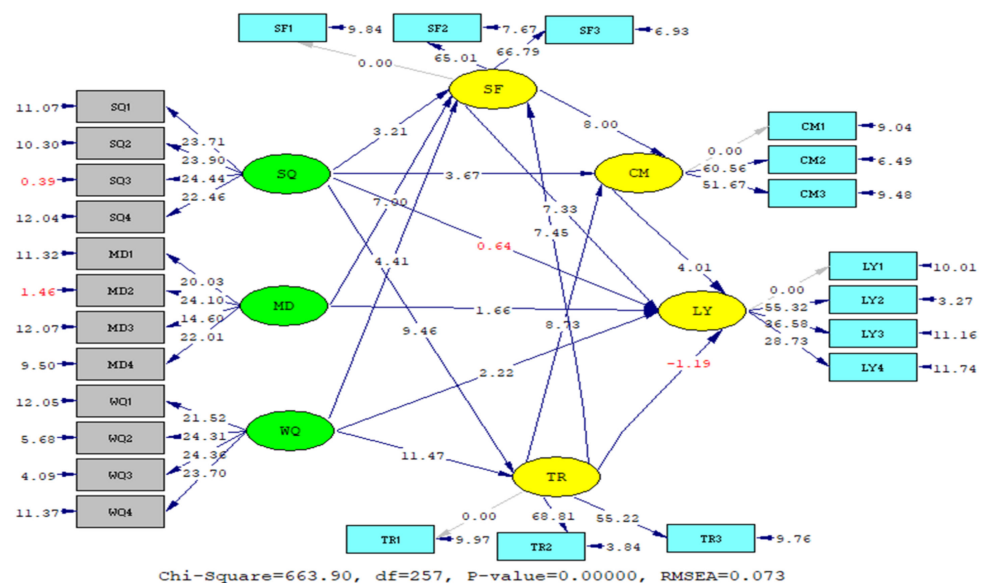 SF1 9.84 SF2 7.67 SF3 6.93
0.00 65.01 66.79
SF
11.07 SQ1
10.30 SQ2
0.39 SQ3
12.04 SQ4
23.71
23.90
24.44
22.46
SQ
3.21
3.67
8.00
CM
0.00
60.56
51.67
CM1 9.04
CM2 6.49
CM3 9.48
7.00
7.33
7.45
0.64
4.41
4.01
11.32 MD1
1.46 MD2
12.07 MD3
9.50 MD4
20.03
24.10
14.60
22.01
MD
1.66
9.46
8.73
LY
0.00
55.32
36.58
28.73
LY1 10.01
LY2 3.27
LY3 11.16
LY4 11.74
-1.19
2.22
12.05 WQ1
5.68 WQ2
4.09 WQ3
11.37 WQ4
21.52
24.31
24.36
23.70
WQ
11.47
TR
0.00 68.81 55.22
TR1 9.97 TR2 3.84 TR3 9.76
Chi-Square=663.90, df=257, P-value=0.00000, RMSEA=0.073